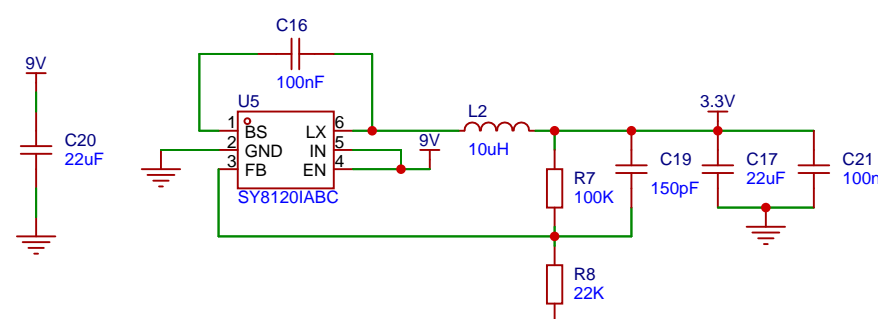 C16
100nF
9V
C20
22uF
U5
1
2
3
BS
GND
FB
LX
IN
EN
6
5
4
SY8120IABC
9V
L2
10uH
3.3V
R7
100K
C19
150pF
C17
22uF
C21
100n
R8
22K